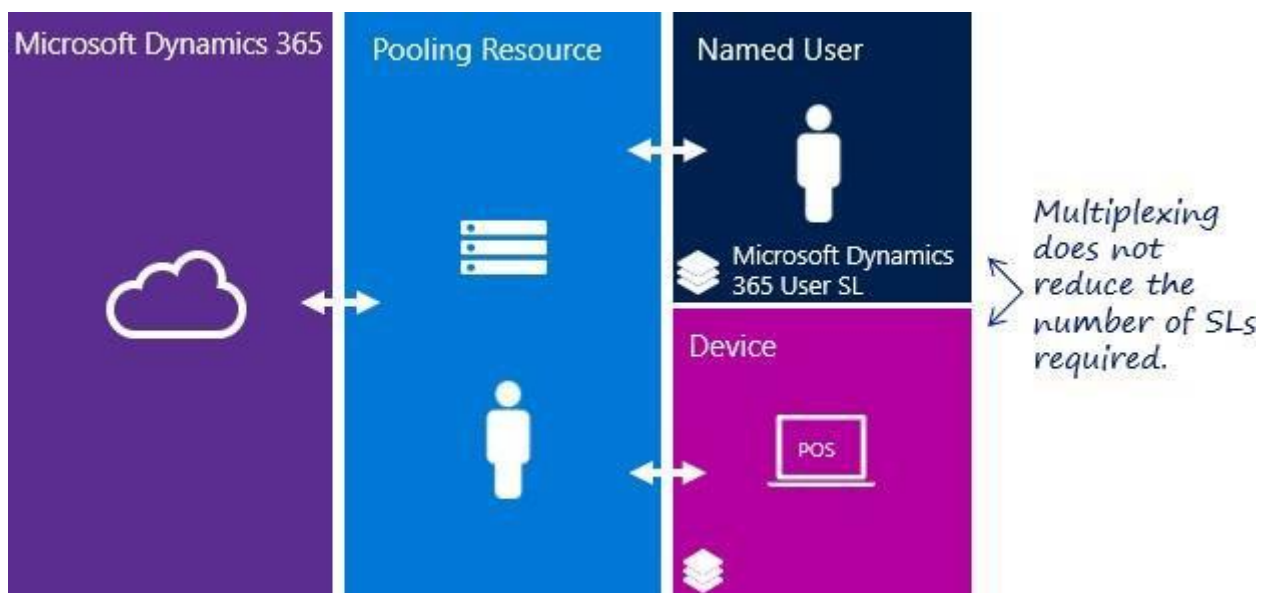 Microsoft Dynamics 365
Pooling Resource
Named User
Microsoft Dynamics
365 User SL
Device
POS
Multiplexing
does not
reduce the
number of SLs
required.